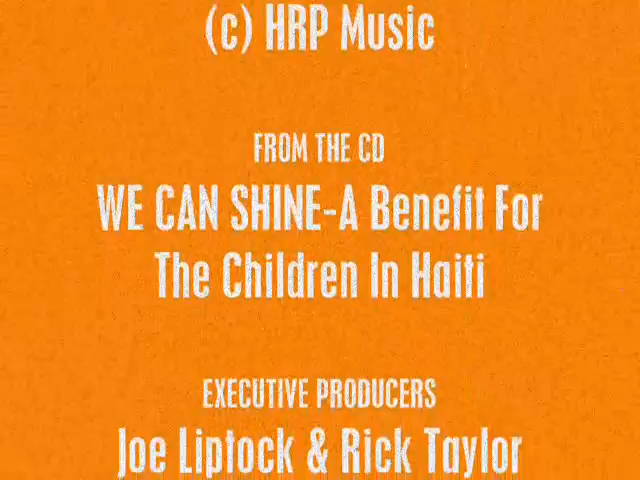 (c) HRP Music
FROM THE CD
WE CAN SHINE-A Benefit For
The Children In Haiti
EXECUTIVE PRODUCERS
Joe Liptock & Rick Taylor